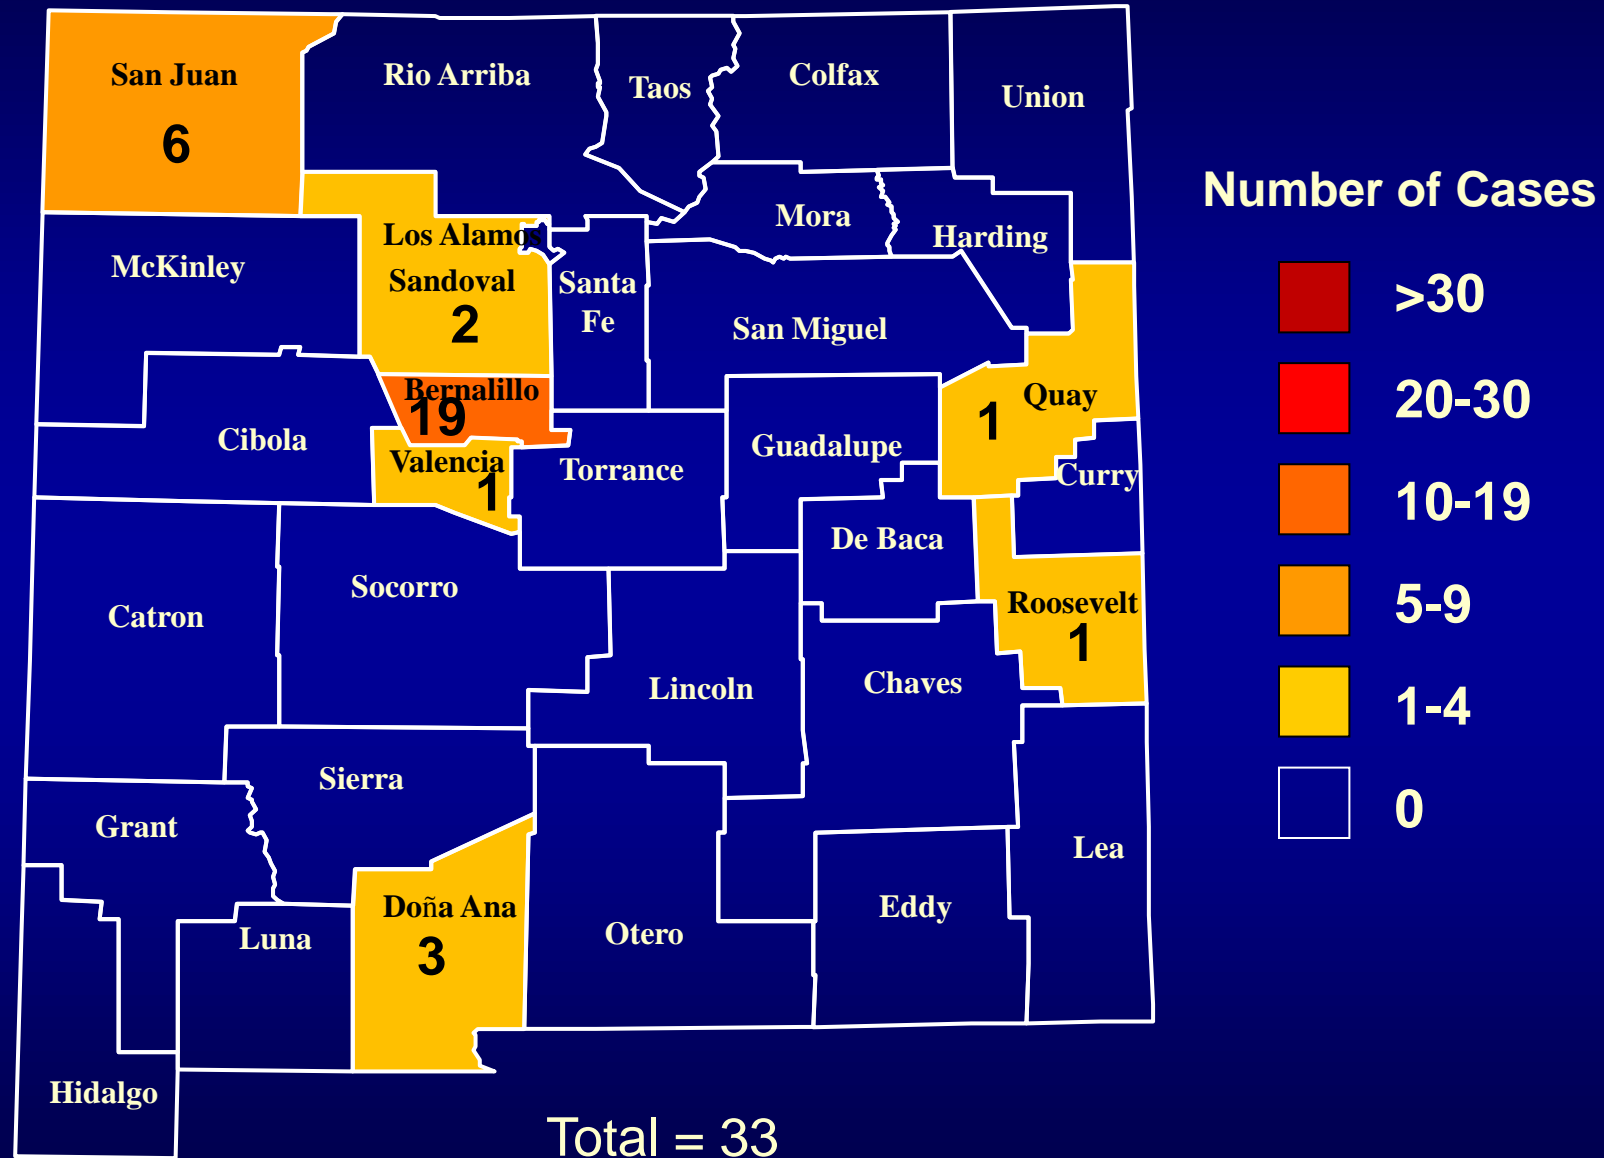 San Juan
6
Rio Arriba
Taos
Colfax
Union
McKinley
Los Alamos
Sandoval
2
Santa
Fe
Mora
Harding
San Miguel
Bernalillo
19
Cibola
Valencia
1
Torrance
Guadalupe
1
Quay
Curry
De Baca
Roosevelt
1
Catron
Socorro
Lincoln
Chaves
Sierra
Grant
Lea
Luna
Doña Ana
3
Otero
Eddy
Hidalgo
Total = 33
Number of Cases
>30
20-30
10-19
5-9
1-4
0